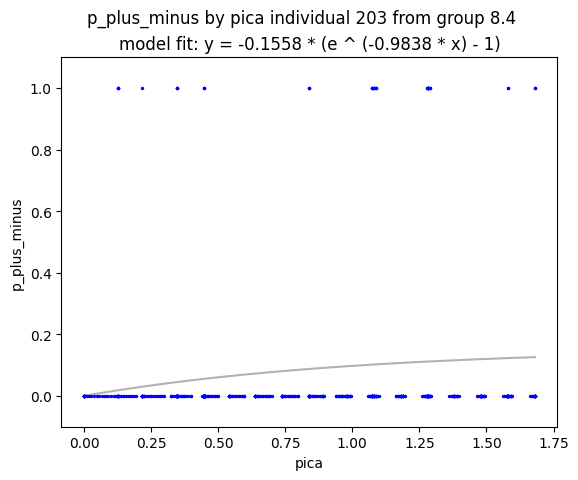 p_plus_minus by pica individual 203 from group 8.4
model fit: y = -0.1558 * (e ^ (-0.9838 * x) - 1)
1.0
0.8
0.6
0.4
0.2
0.0
p_plus_minus
0.00 0.25 0.50 0.75 1.00 1.25 1.50 1.75
pica